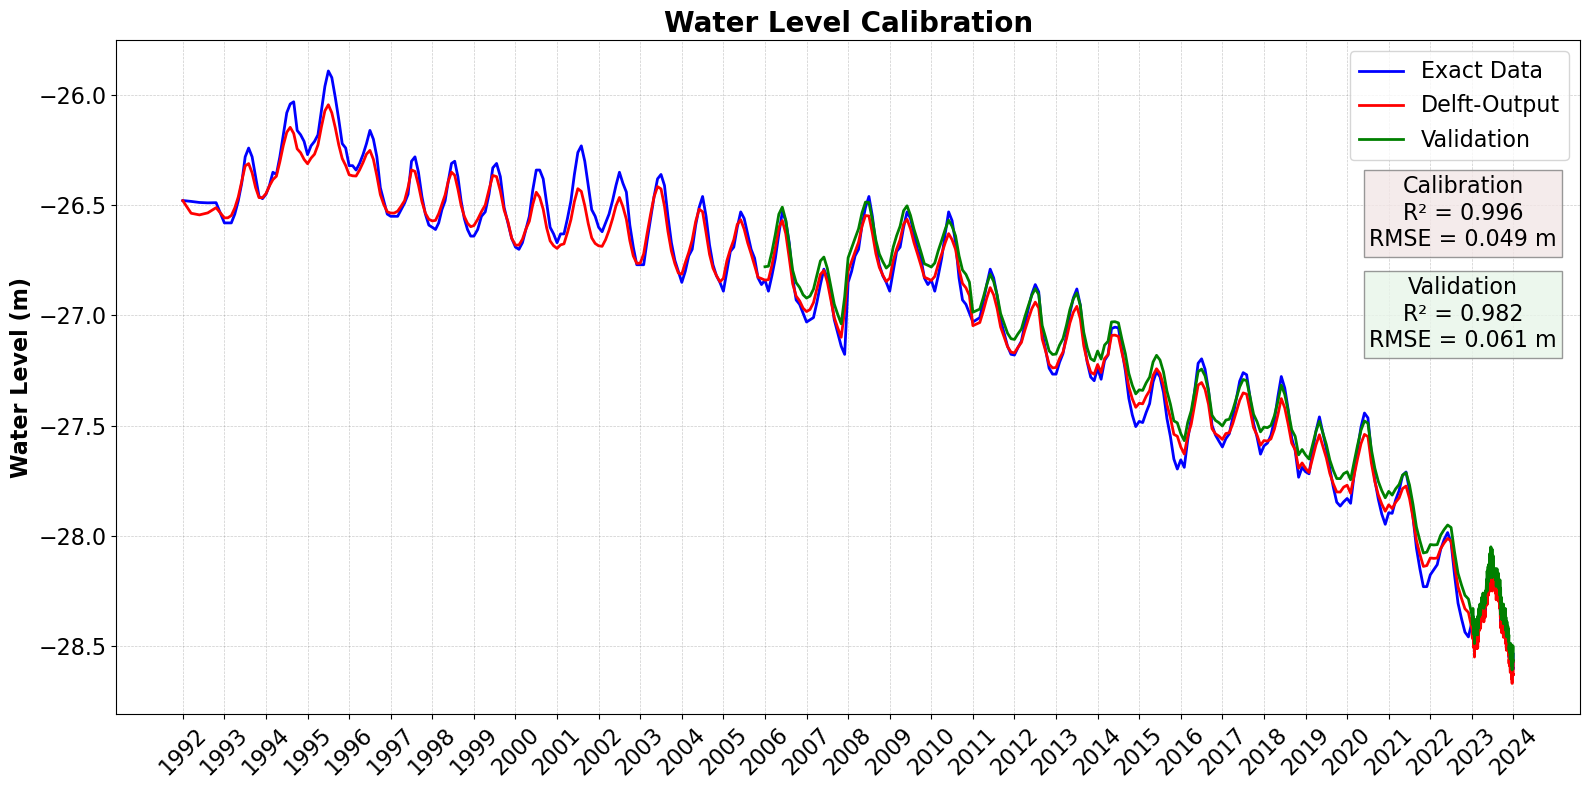 Water Level Calibration
Water Level (m)
−26.0
−26.5
−27.0
−27.5
−28.0
−28.5
Exact Data
Delft-Output
Validation
Calibration
R² = 0.996
RMSE = 0.049 m
Validation
R² = 0.982
RMSE = 0.061 m
1992 1993 1994 1995 1996 1997 1998 1999 2000 2001 2002 2003 2004 2005 2006 2007 2008 2009 2010 2011 2012 2013 2014 2015 2016 2017 2018 2019 2020 2021 2022 2023 2024